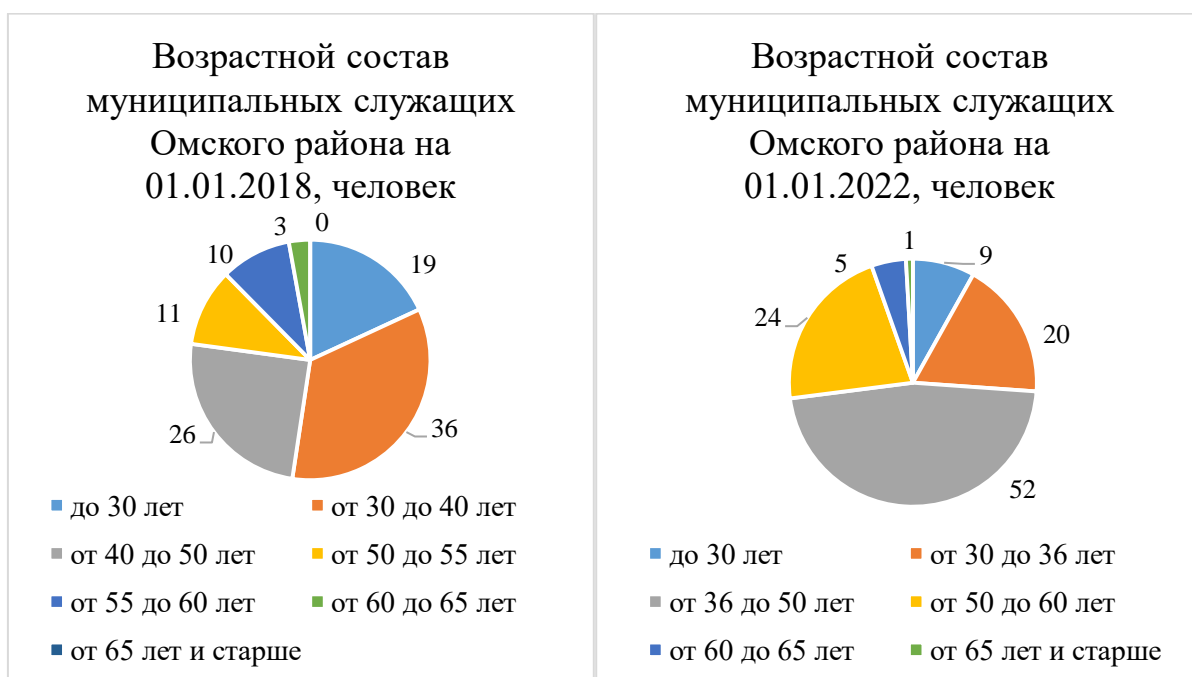 Возрастной состав
муниципальных служащих
Омского района на
01.01.2018, человек
3 0
10 19
11
26 36
до 30 лет от 30 до 40 лет
от 40 до 50 лет от 50 до 55 лет
от 55 до 60 лет от 60 до 65 лет
от 65 лет и старше
Возрастной состав
муниципальных служащих
Омского района на
01.01.2022, человек
1
5 9
24 20
52
до 30 лет от 30 до 36 лет
от 36 до 50 лет от 50 до 60 лет
от 60 до 65 лет от 65 лет и старше